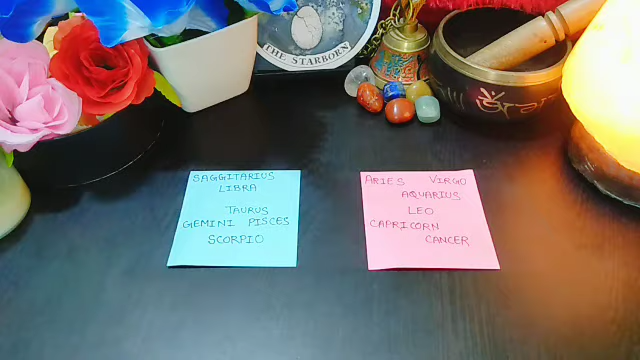 THE STARBORN
SAGGITARIUS
LIBRA
TAURUS
GEMINI PISCES
SCORPIO
ARIES VIRGO
AQUARIUS
LEO
CAPRICORN
CANCER